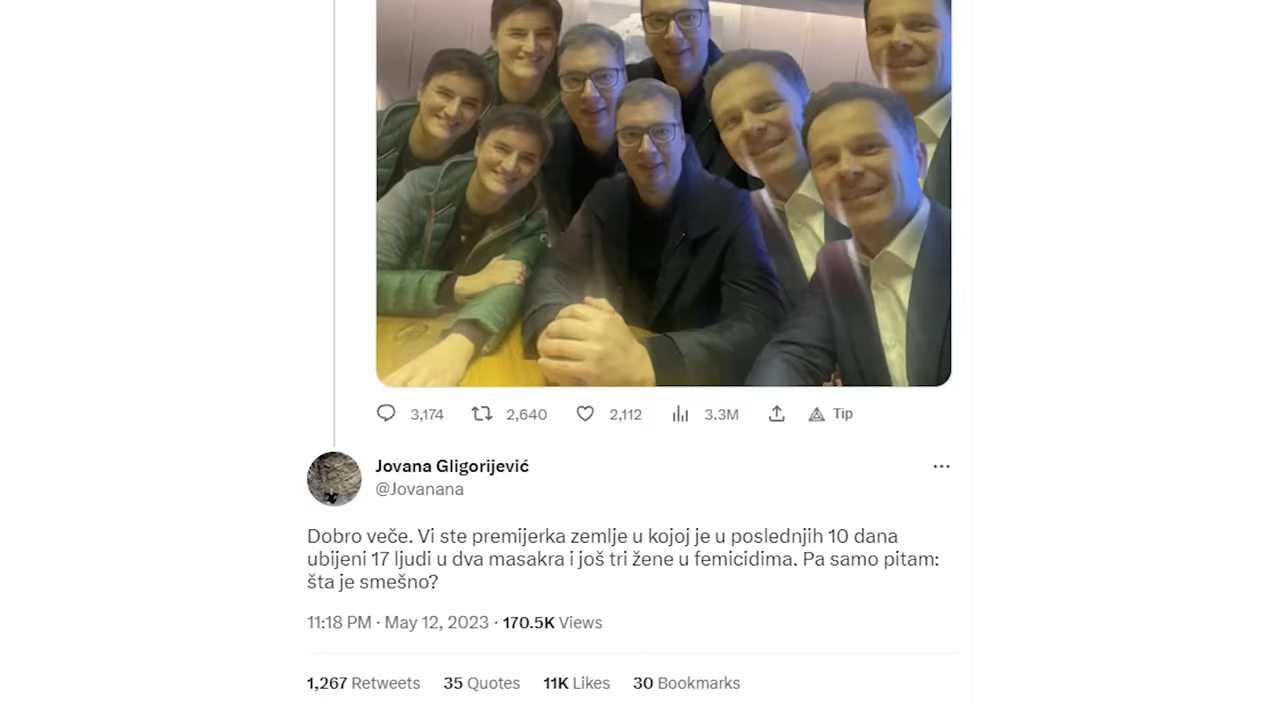 3,174 2,640 2,112 3.3M Tip
Jovana Gligorijević
@Jovanana
Dobro veče. Vi ste premijerka zemlje u kojoj je u poslednjih 10 dana
ubijeni 17 ljudi u dva masakra i još tri žene u femicidima. Pa samo pitam:
šta je smešno?
11:18 PM · May 12, 2023 · 170.5K Views
1,267 Retweets 35 Quotes 11K Likes 30 Bookmarks